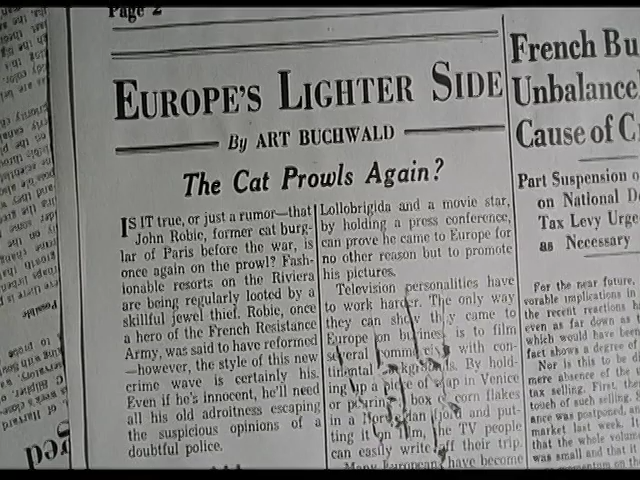 Page 2
EUROPE'S LIGHTER SIDE
By ART BUCHWALD
The Cat Prowls Again?
IS IT true, or just a rumor—that
John Robie, former cat burg-
lar of Paris before the war, is
once again on the prowl? Fash-
ionable resorts on the Riviera
are being regularly looted by a
skillful jewel thief. Robie, once
a hero of the French Resistance
Army, was said to have reformed
—however, the style of this new
crime wave is certainly his.
Even if he's innocent, he'll need
all his old adroitness escaping
the suspicious opinions of a
doubtful police.
Lollobrigida and a movie star,
by holding a press conference,
can prove he came to Europe for
no other reason but to promote
his pictures.
Television personalities have
to work harder. The only way
they can show they came to
Europe on business is to film
several commercials with con-
tinental backgrounds. By hold-
ing up a piece of soap in Venice
or pouring a box of corn flakes
in a and put-
ting it on film, the TV people
can easily write off their trip.
Many Europeans have become
French Bu
Unbalance
Cause of C
Part Suspension o
on National D
Tax Levy Urge
as Necessary
For the near future,
vorable implications in
the recent reactions h
even as far down as t
which would have been
fact shows a degree of
Nor is this to be d
mere absence of the u
tax selling. First, th
touch of such selling. S
ance was postponed, a
market last week. It
that the whole volum
was small and that it
momentum on the